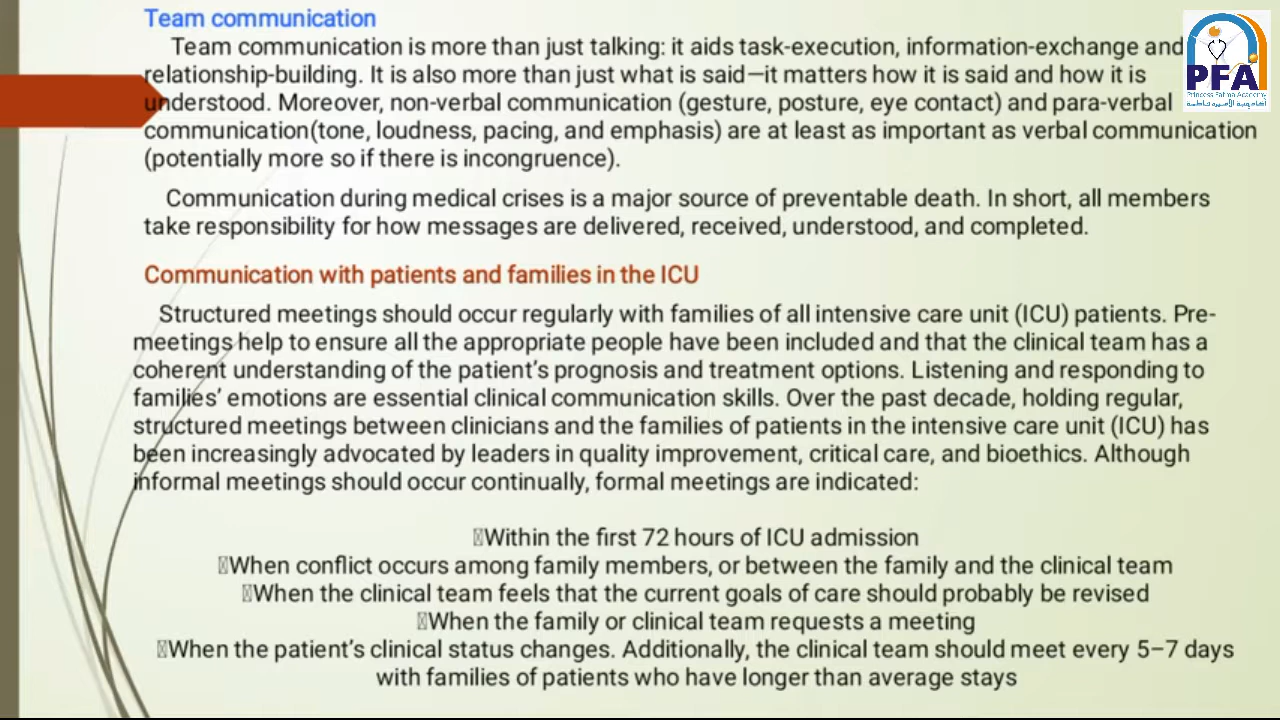 Team communication
Team communication is more than just talking: it aids task-execution, information-exchange and
relationship-building. It is also more than just what is said—it matters how it is said and how it is
understood. Moreover, non-verbal communication (gesture, posture, eye contact) and para-verbal
communication(tone, loudness, pacing, and emphasis) are at least as important as verbal communication
(potentially more so if there is incongruence).
Communication during medical crises is a major source of preventable death. In short, all members
take responsibility for how messages are delivered, received, understood, and completed.
Communication with patients and families in the ICU
Structured meetings should occur regularly with families of all intensive care unit (ICU) patients. Pre-
meetings help to ensure all the appropriate people have been included and that the clinical team has a
coherent understanding of the patient's prognosis and treatment options. Listening and responding to
families' emotions are essential clinical communication skills. Over the past decade, holding regular,
structured meetings between clinicians and the families of patients in the intensive care unit (ICU) has
been increasingly advocated by leaders in quality improvement, critical care, and bioethics. Although
informal meetings should occur continually, formal meetings are indicated:
Within the first 72 hours of ICU admission
When conflict occurs among family members, or between the family and the clinical team
When the clinical team feels that the current goals of care should probably be revised
When the family or clinical team requests a meeting
When the patient's clinical status changes. Additionally, the clinical team should meet every 5–7 days
with families of patients who have longer than average stays
PFA
Princess Fatma Academy
أكاديمية الأميرة فاطمة